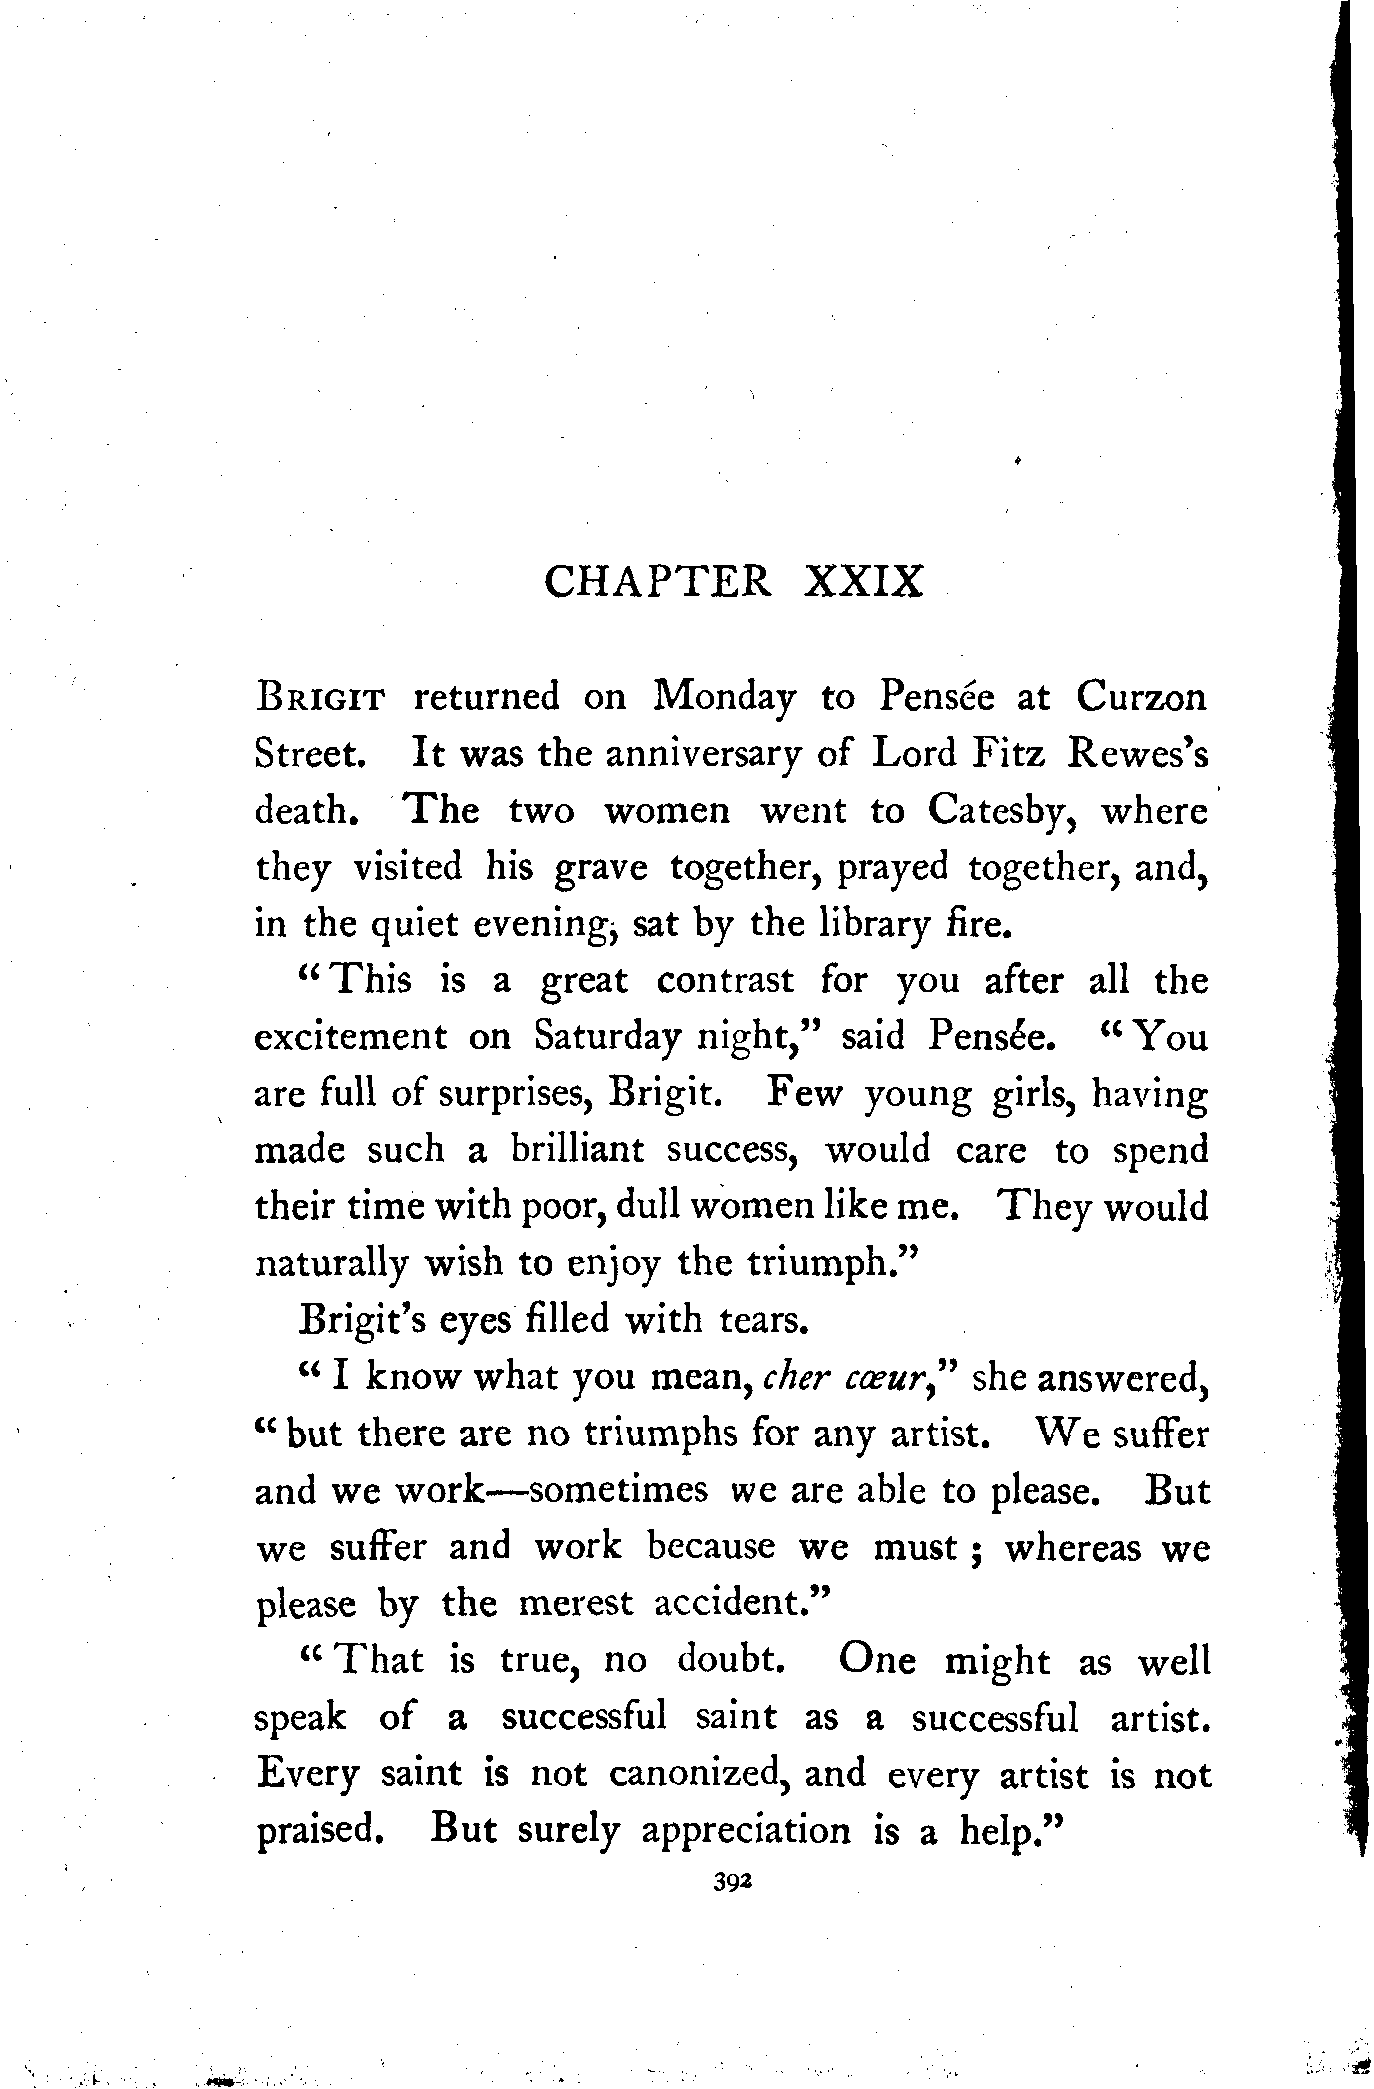 CHAPTER XXIX
BRIGIT returned on Monday to Pensée at Curzon
Street. It was the anniversary of Lord Fitz Rewes's
death. The two women went to Catesby, where
they visited his grave together, prayed together, and,
in the quiet evening, sat by the library fire.
"This is a great contrast for you after all the
excitement on Saturday night," said Pensée. "You
are full of surprises, Brigit. Few young girls, having
made such a brilliant success, would care to spend
their time with poor, dull women like me. They would
naturally wish to enjoy the triumph."
Brigit's eyes filled with tears.
"I know what you mean, cher cœur," she answered,
"but there are no triumphs for any artist. We suffer
and we work—sometimes we are able to please. But
we suffer and work because we must; whereas we
please by the merest accident."
"That is true, no doubt. One might as well
speak of a successful saint as a successful artist.
Every saint is not canonized, and every artist is not
praised. But surely appreciation is a help."
392